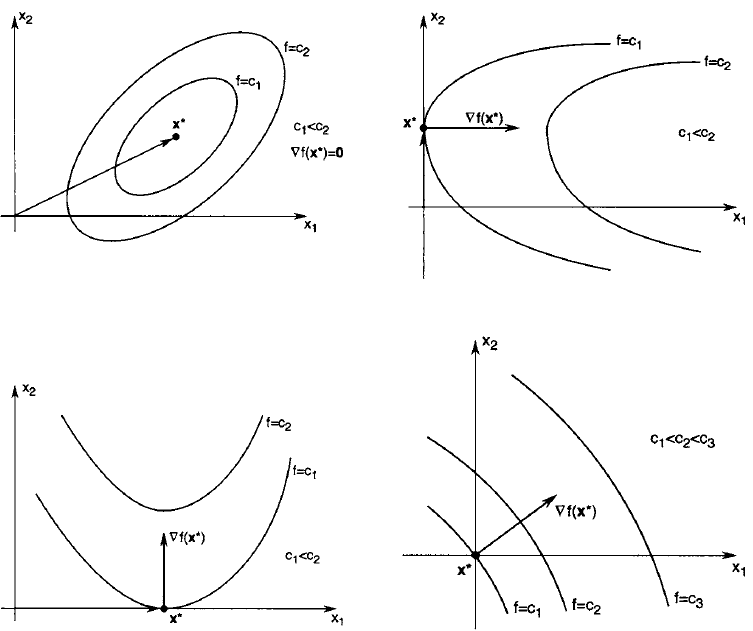 x₂
f=c₂
f=c₁
x*
c₁<c₂
∇f(x*)=0
x₁
x₂
f=c₁
f=c₂
x*
∇f(x*)
c₁<c₂
x₁
x₂
f=c₂
f=c₁
∇f(x*)
c₁<c₂
x*
x₁
x₂
c₁<c₂<c₃
∇f(x*)
x*
x₁
f=c₁
f=c₂
f=c₃